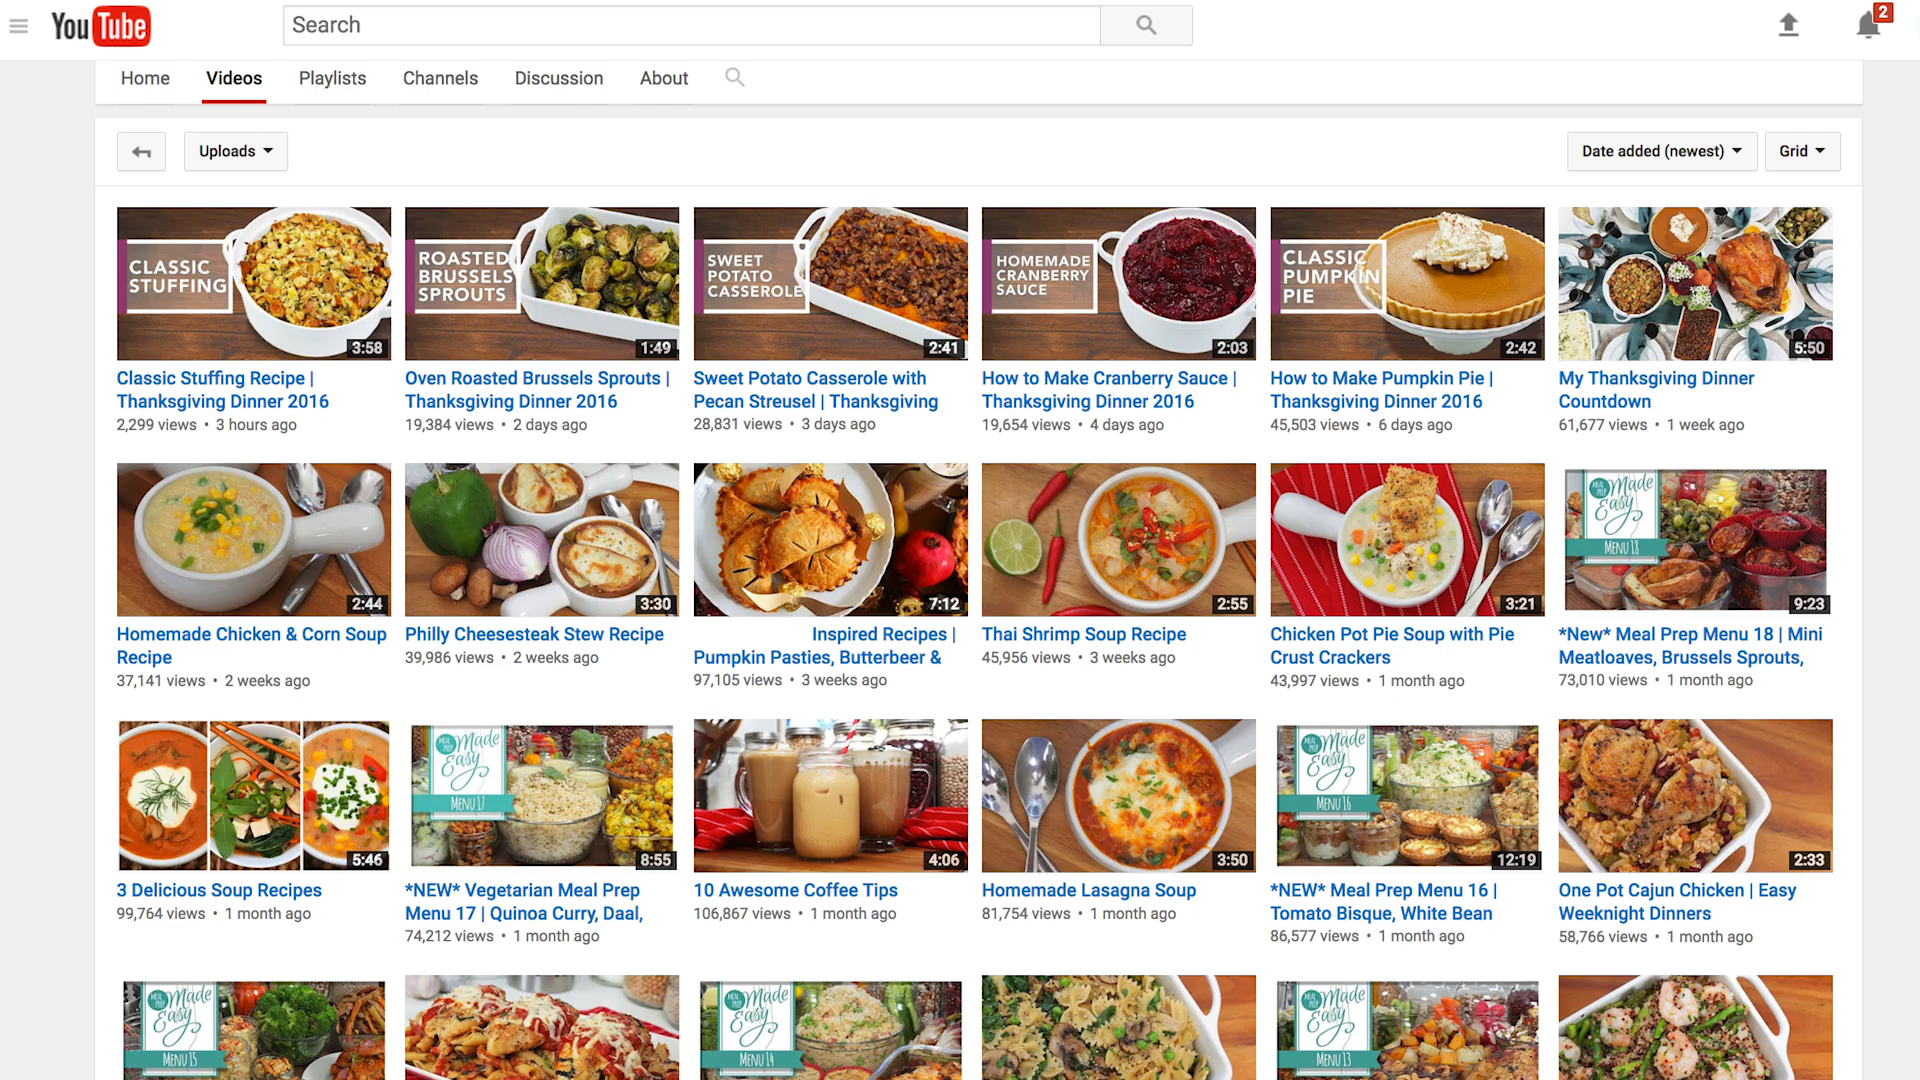 YouTube
Search
2
Home Videos Playlists Channels Discussion About
Uploads
Date added (newest) Grid
CLASSIC
STUFFING
3:58
ROASTED
BRUSSELS
SPROUTS
1:49
SWEET
POTATO
CASSEROLE
2:41
HOMEMADE
CRANBERRY
SAUCE
2:03
CLASSIC
PUMPKIN
PIE
2:42
5:50
Classic Stuffing Recipe |
Thanksgiving Dinner 2016
2,299 views • 3 hours ago
Oven Roasted Brussels Sprouts |
Thanksgiving Dinner 2016
19,384 views • 2 days ago
Sweet Potato Casserole with
Pecan Streusel | Thanksgiving
28,831 views • 3 days ago
How to Make Cranberry Sauce |
Thanksgiving Dinner 2016
19,654 views • 4 days ago
How to Make Pumpkin Pie |
Thanksgiving Dinner 2016
45,503 views • 6 days ago
My Thanksgiving Dinner
Countdown
61,677 views • 1 week ago
2:44
3:30
7:12
2:55
3:21
MEAL
PREP
Made
Easy
MENU 18
9:23
Homemade Chicken & Corn Soup
Recipe
37,141 views • 2 weeks ago
Philly Cheesesteak Stew Recipe
39,986 views • 2 weeks ago
Inspired Recipes |
Pumpkin Pasties, Butterbeer &
97,105 views • 3 weeks ago
Thai Shrimp Soup Recipe
45,956 views • 3 weeks ago
Chicken Pot Pie Soup with Pie
Crust Crackers
43,997 views • 1 month ago
*New* Meal Prep Menu 18 | Mini
Meatloaves, Brussels Sprouts,
73,010 views • 1 month ago
5:46
MEAL
PREP
Made
Easy
MENU 17
8:55
4:06
3:50
MEAL
PREP
Made
Easy
MENU 16
12:19
2:33
3 Delicious Soup Recipes
99,764 views • 1 month ago
*NEW* Vegetarian Meal Prep
Menu 17 | Quinoa Curry, Daal,
74,212 views • 1 month ago
10 Awesome Coffee Tips
106,867 views • 1 month ago
Homemade Lasagna Soup
81,754 views • 1 month ago
*NEW* Meal Prep Menu 16 |
Tomato Bisque, White Bean
86,577 views • 1 month ago
One Pot Cajun Chicken | Easy
Weeknight Dinners
58,766 views • 1 month ago
MEAL
PREP
Made
Easy
MENU 15
MEAL
PREP
Made
Easy
MENU 14
MEAL
PREP
Made
Easy
MENU 13